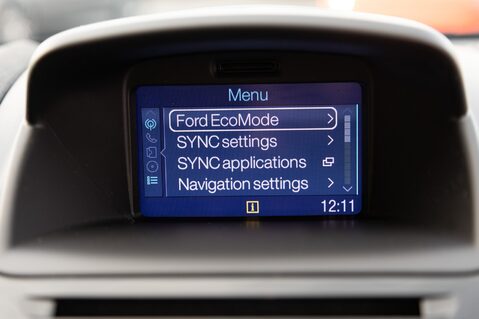 Menu
Ford EcoMode
SYNC settings
SYNC applications
Navigation settings
i 12:11